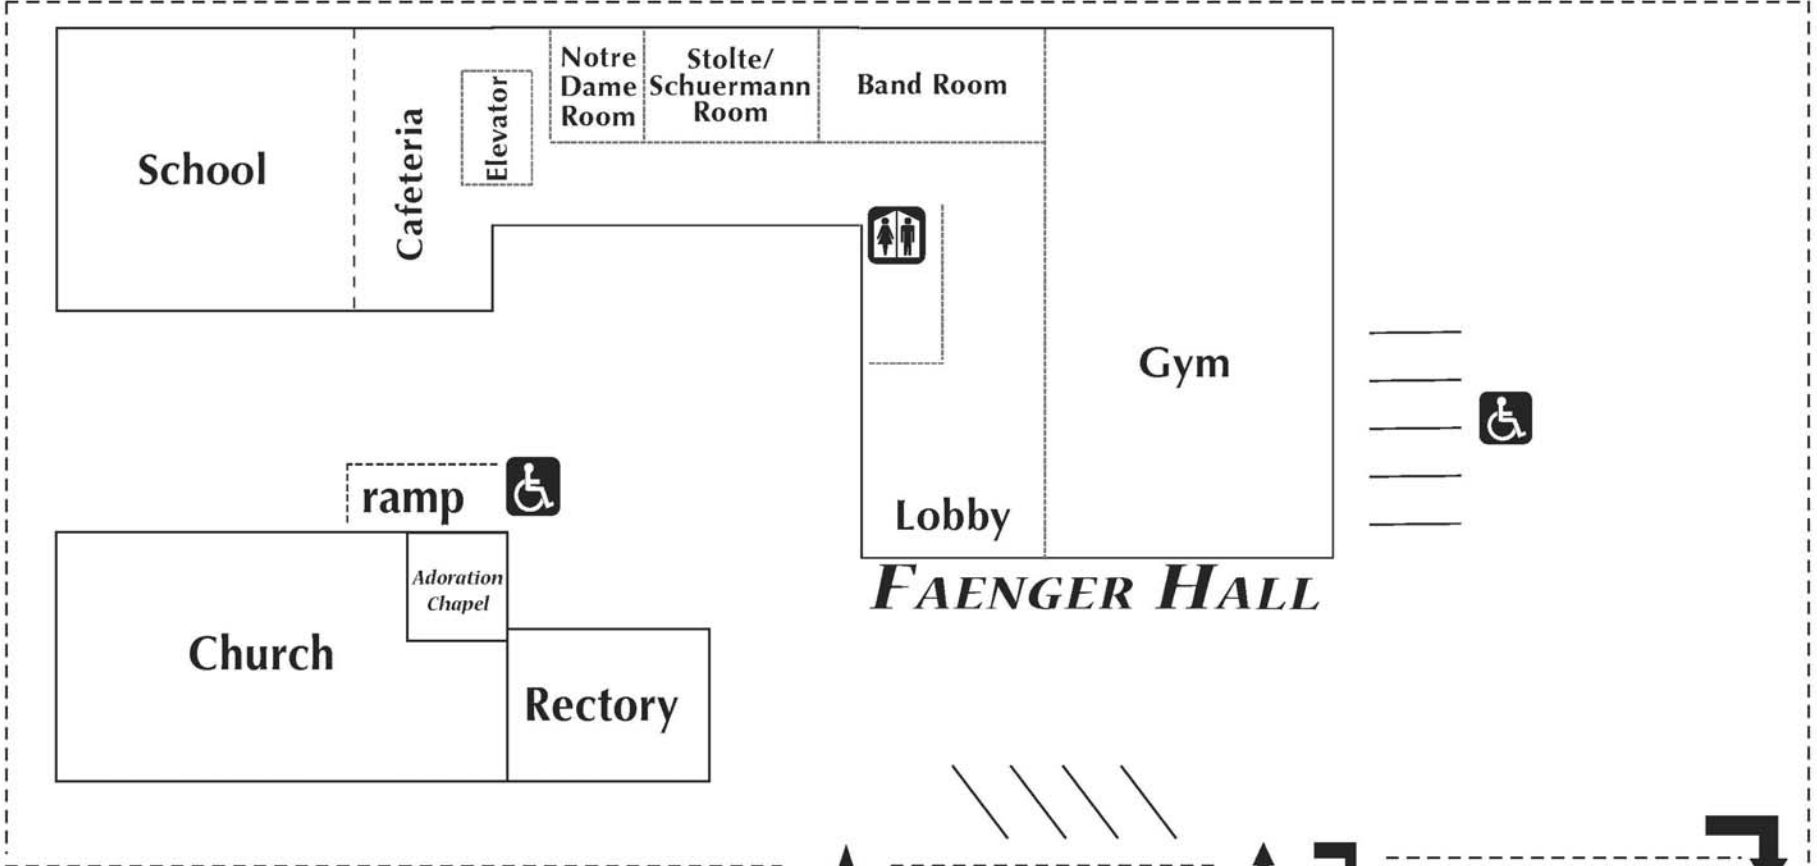 School
Cafeteria
Elevator
Notre
Dame
Room
Stolte/
Schuermann
Room
Band Room
Gym
Lobby
FAENGER HALL
ramp
Adoration
Chapel
Church
Rectory